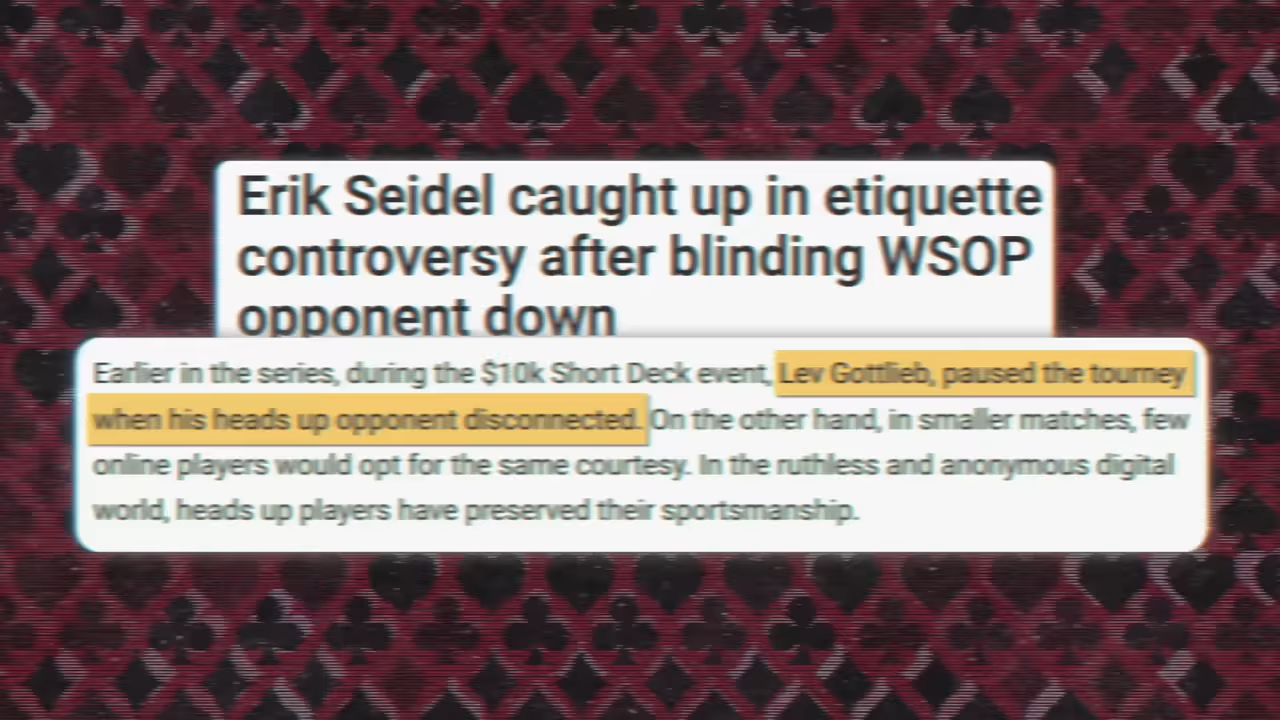 Erik Seidel caught up in etiquette
controversy after blinding WSOP
opponent down
Earlier in the series, during the $10k Short Deck event, Lev Gottlieb, paused the tourney
when his heads up opponent disconnected. On the other hand, in smaller matches, few
online players would opt for the same courtesy. In the ruthless and anonymous digital
world, heads up players have preserved their sportsmanship.